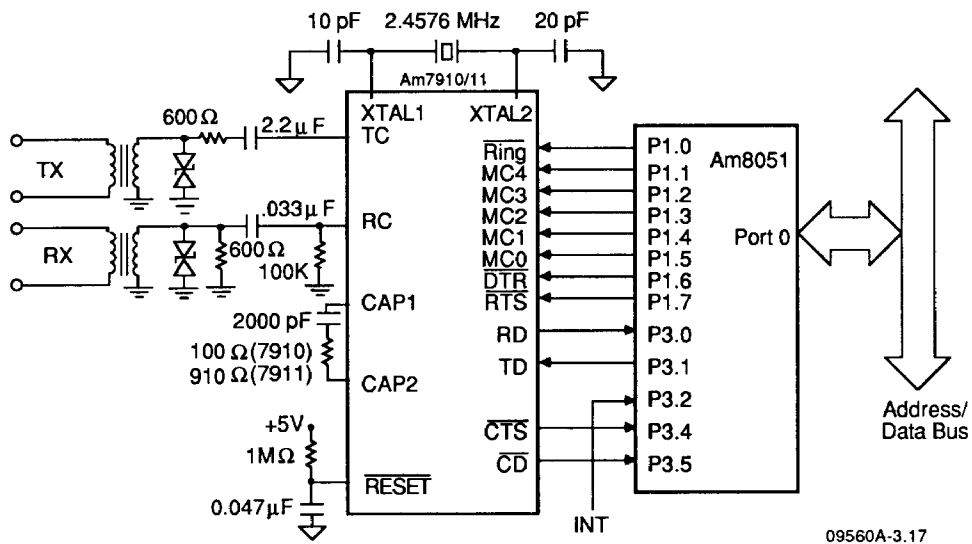 10 pF
2.4576 MHz
20 pF
Am7910/11
XTAL1
XTAL2
600Ω
2.2µF
TC
TX
.033µF
RC
RX
600Ω
100K
CAP1
2000 pF
100 Ω(7910)
910 Ω(7911)
CAP2
+5V
1MΩ
RESET
0.047µF
Ring
MC4
MC3
MC2
MC1
MC0
DTR
RTS
RD
TD
CTS
CD
INT
P1.0
P1.1
P1.2
P1.3
P1.4
P1.5
P1.6
P1.7
P3.0
P3.1
P3.2
P3.4
P3.5
Am8051
Port 0
Address/
Data Bus
09560A-3.17